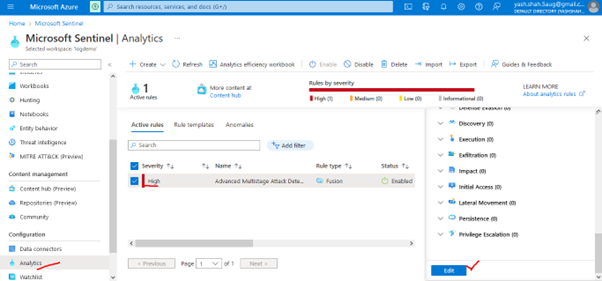 Microsoft Azure
Search resources, services, and docs (G+/)
yash.shah.5aug@gmail.c...
DEFAULT DIRECTORY (YASHSHAH...
Home > Microsoft Sentinel
Microsoft Sentinel | Analytics ...
Selected workspace: 'logdemo'
Search
Create Refresh Analytics efficiency workbook Enable Disable Delete Import Export Guides & Feedback
Workbooks
Hunting
Notebooks
Entity behavior
Threat intelligence
MITRE ATT&CK (Preview)
Content management
Content hub (Preview)
Repositories (Preview)
Community
Configuration
Data connectors
Analytics
Watchlist
1
Active rules
More content at
Content hub
Rules by severity
High (1) Medium (0) Low (0) Informational (0)
LEARN MORE
About analytics rules
Active rules Rule templates Anomalies
Search
Add filter
Severity Name Rule type Status
High Advanced Multistage Attack Dete... Fusion Enabled
< Previous Page 1 of 1 Next >
Defense Evasion (0)
Discovery (0)
Execution (0)
Exfiltration (0)
Impact (0)
Initial Access (0)
Lateral Movement (0)
Persistence (0)
Privilege Escalation (0)
Edit